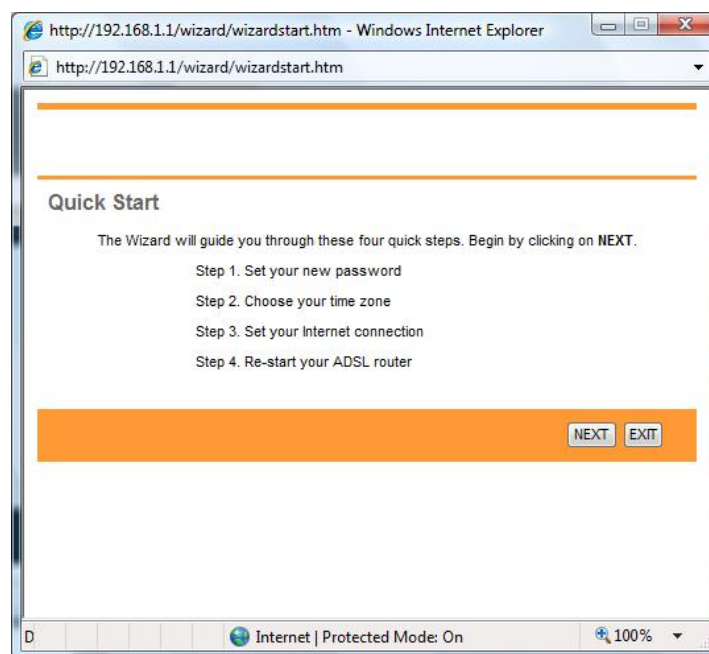 http://192.168.1.1/wizard/wizardstart.htm - Windows Internet Explorer
http://192.168.1.1/wizard/wizardstart.htm
Quick Start
The Wizard will guide you through these four quick steps. Begin by clicking on NEXT.
Step 1. Set your new password
Step 2. Choose your time zone
Step 3. Set your Internet connection
Step 4. Re-start your ADSL router
NEXT EXIT
D Internet | Protected Mode: On 100%